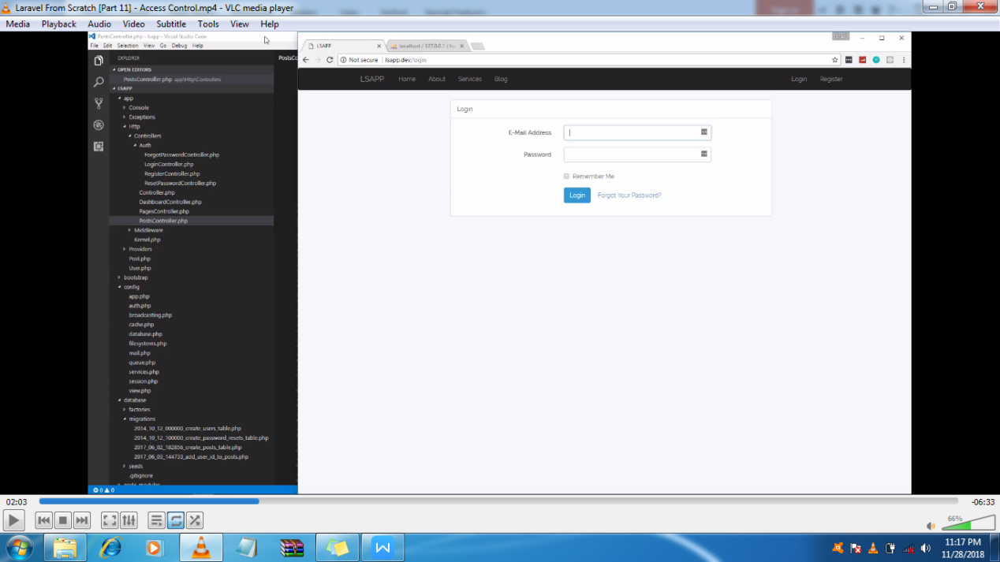 Laravel From Scratch [Part 11] - Access Control.mp4 - VLC media player
Media Playback Audio Video Subtitle Tools View Help
PostsController.php - lsapp - Visual Studio Code
File Edit Selection View Go Debug Help
EXPLORER
PostsCo
OPEN EDITORS
PostsController.php app\Http\Controllers
LSAPP
app
Console
Exceptions
Http
Controllers
Auth
ForgotPasswordController.php
LoginController.php
RegisterController.php
ResetPasswordController.php
Controller.php
DashboardController.php
PagesController.php
PostsController.php
Middleware
Kernel.php
Providers
Post.php
User.php
bootstrap
config
app.php
auth.php
broadcasting.php
cache.php
database.php
filesystems.php
mail.php
queue.php
services.php
session.php
view.php
database
factories
migrations
2014_10_12_000000_create_users_table.php
2014_10_12_100000_create_password_resets_table.php
2017_06_02_182856_create_posts_table.php
2017_06_03_144733_add_user_id_to_posts.php
seeds
.gitignore
node_modules
0 0
LSAPP
localhost / 127.0.0.1 / ls
Not secure lsapp.dev/login
LSAPP Home About Services Blog Login Register
Login
E-Mail Address
Password
Remember Me
Login Forgot Your Password?
02:03 -06:33
66%
11:17 PM
11/28/2018